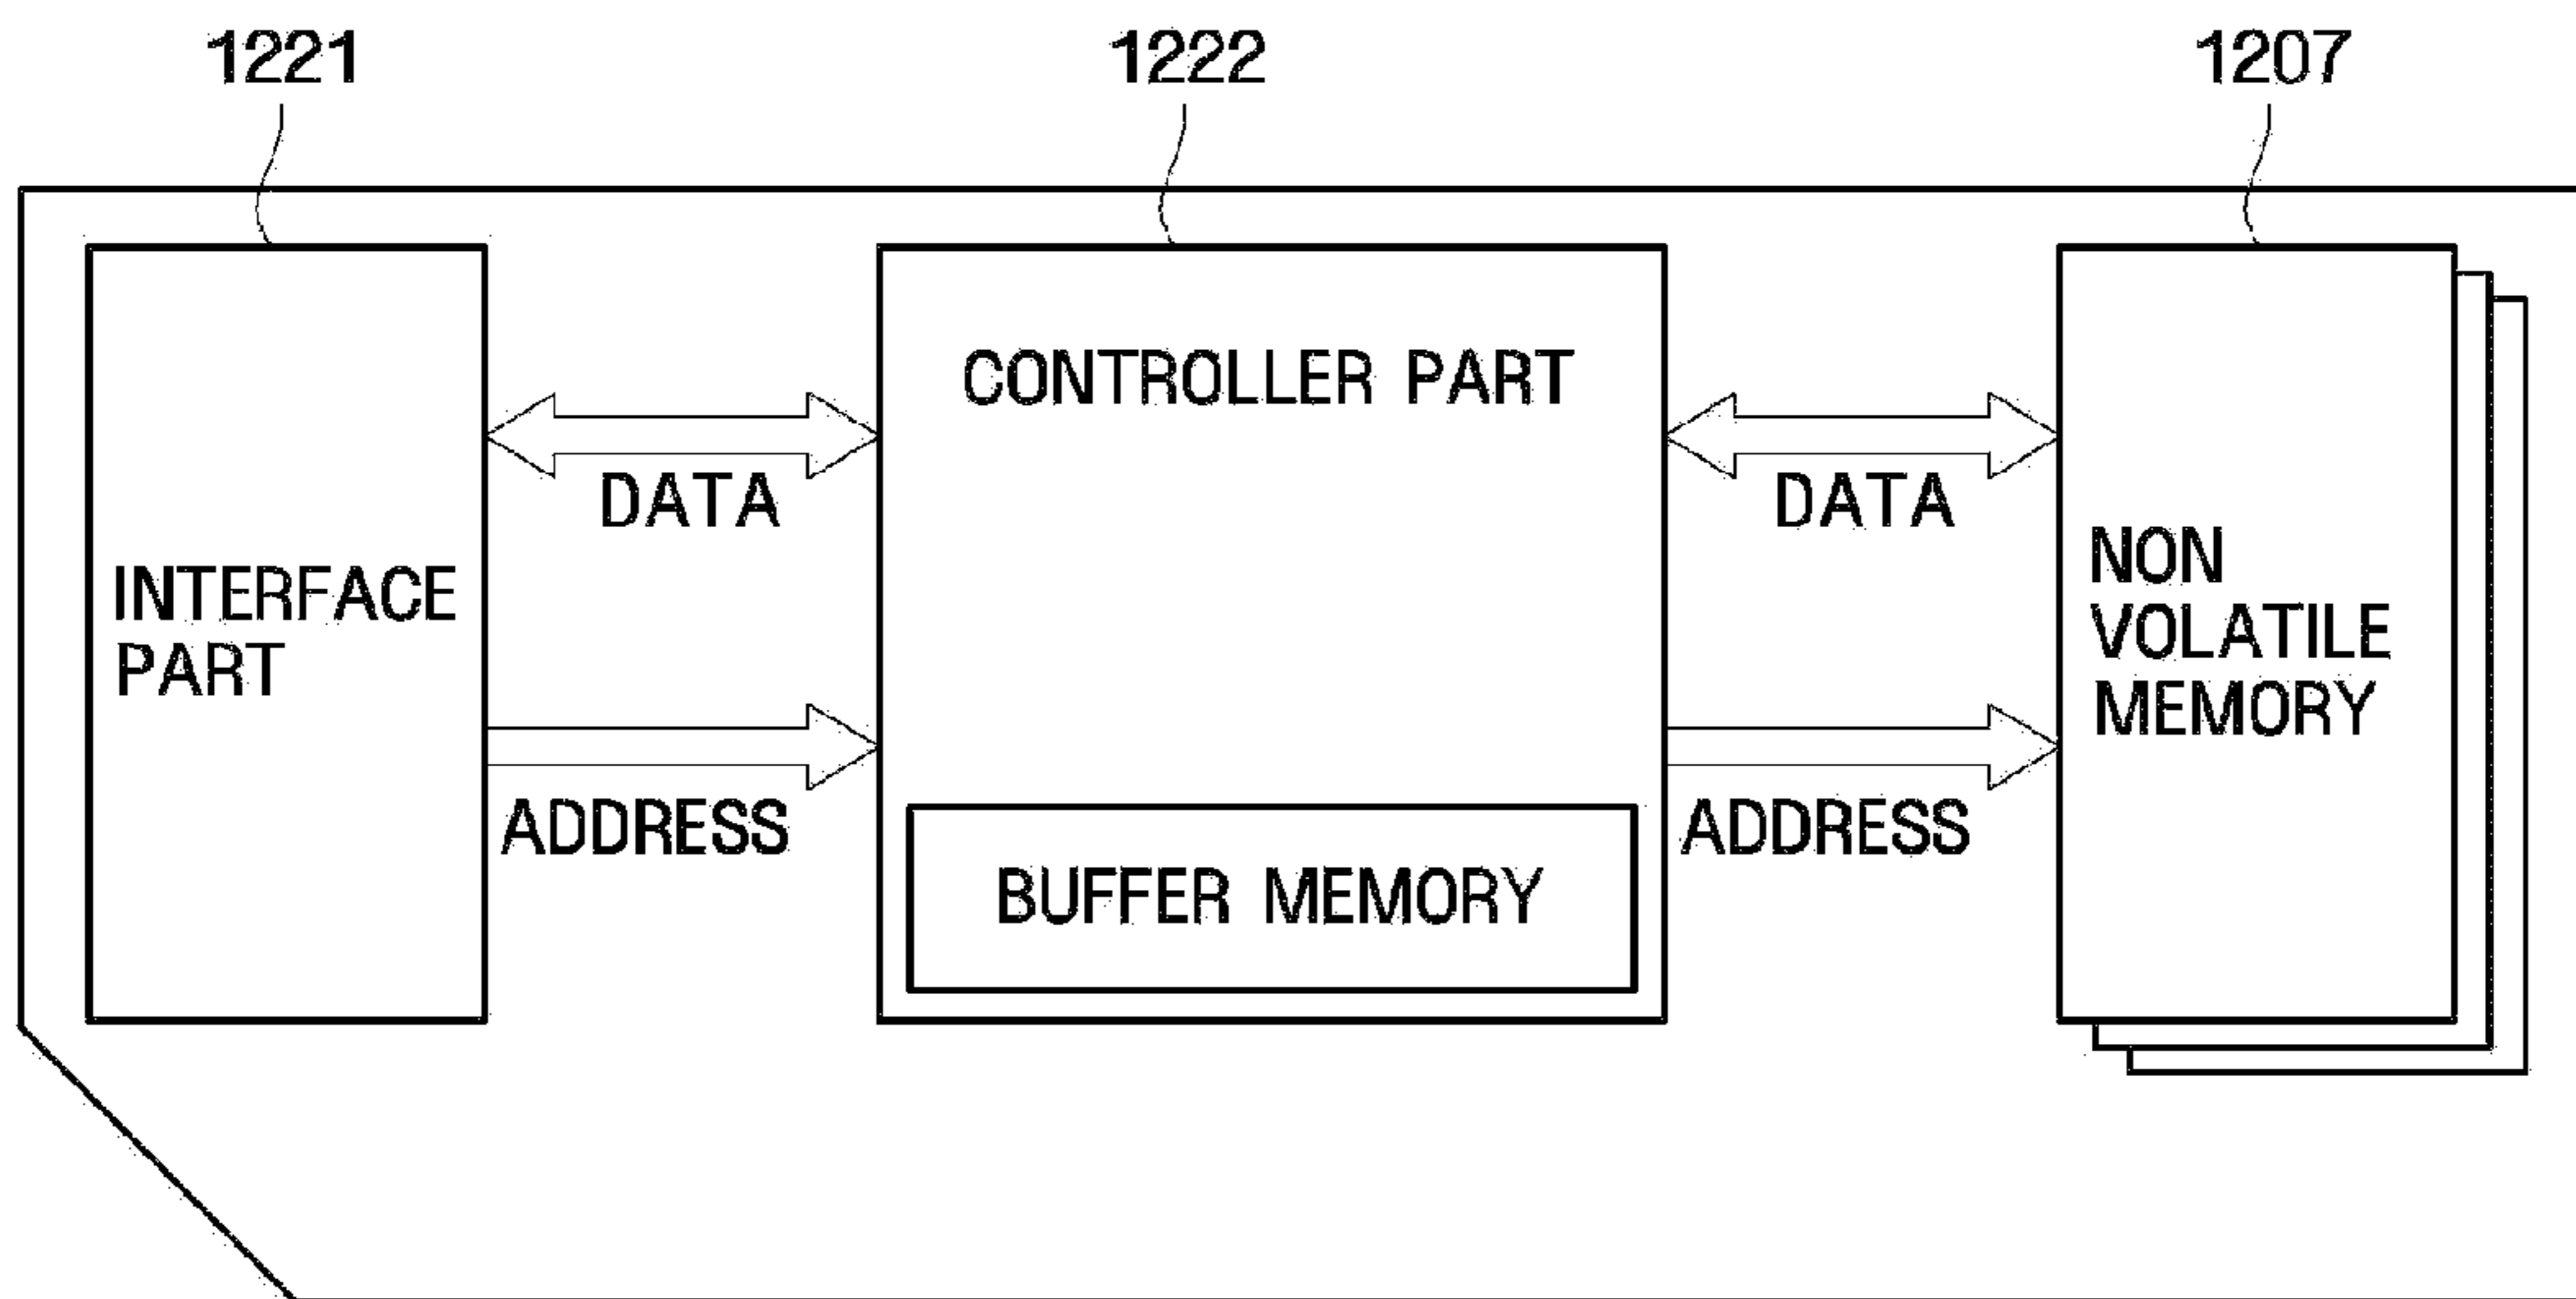 1221
1222
1207
CONTROLLER PART
DATA
DATA
INTERFACE
PART
NON
VOLATILE
MEMORY
ADDRESS
ADDRESS
BUFFER MEMORY